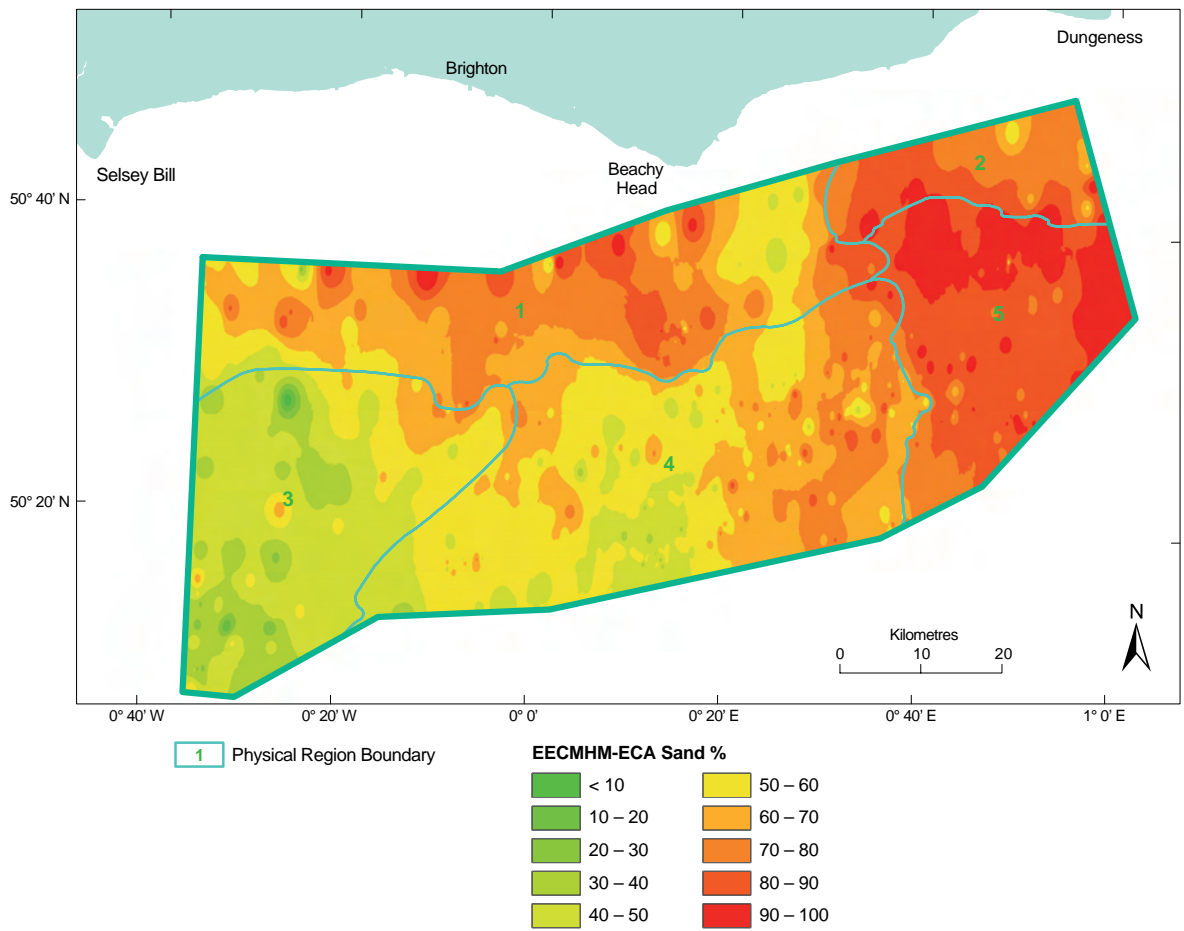 Dungeness
Brighton
Beachy
Head
Selsey Bill
50° 40' N
50° 20' N
2
1
5
4
3
N
Kilometres
0 10 20
0° 40' W 0° 20' W 0° 0' 0° 20' E 0° 40' E 1° 0' E
1 Physical Region Boundary
EECMHM-ECA Sand %
< 10
10 – 20
20 – 30
30 – 40
40 – 50
50 – 60
60 – 70
70 – 80
80 – 90
90 – 100